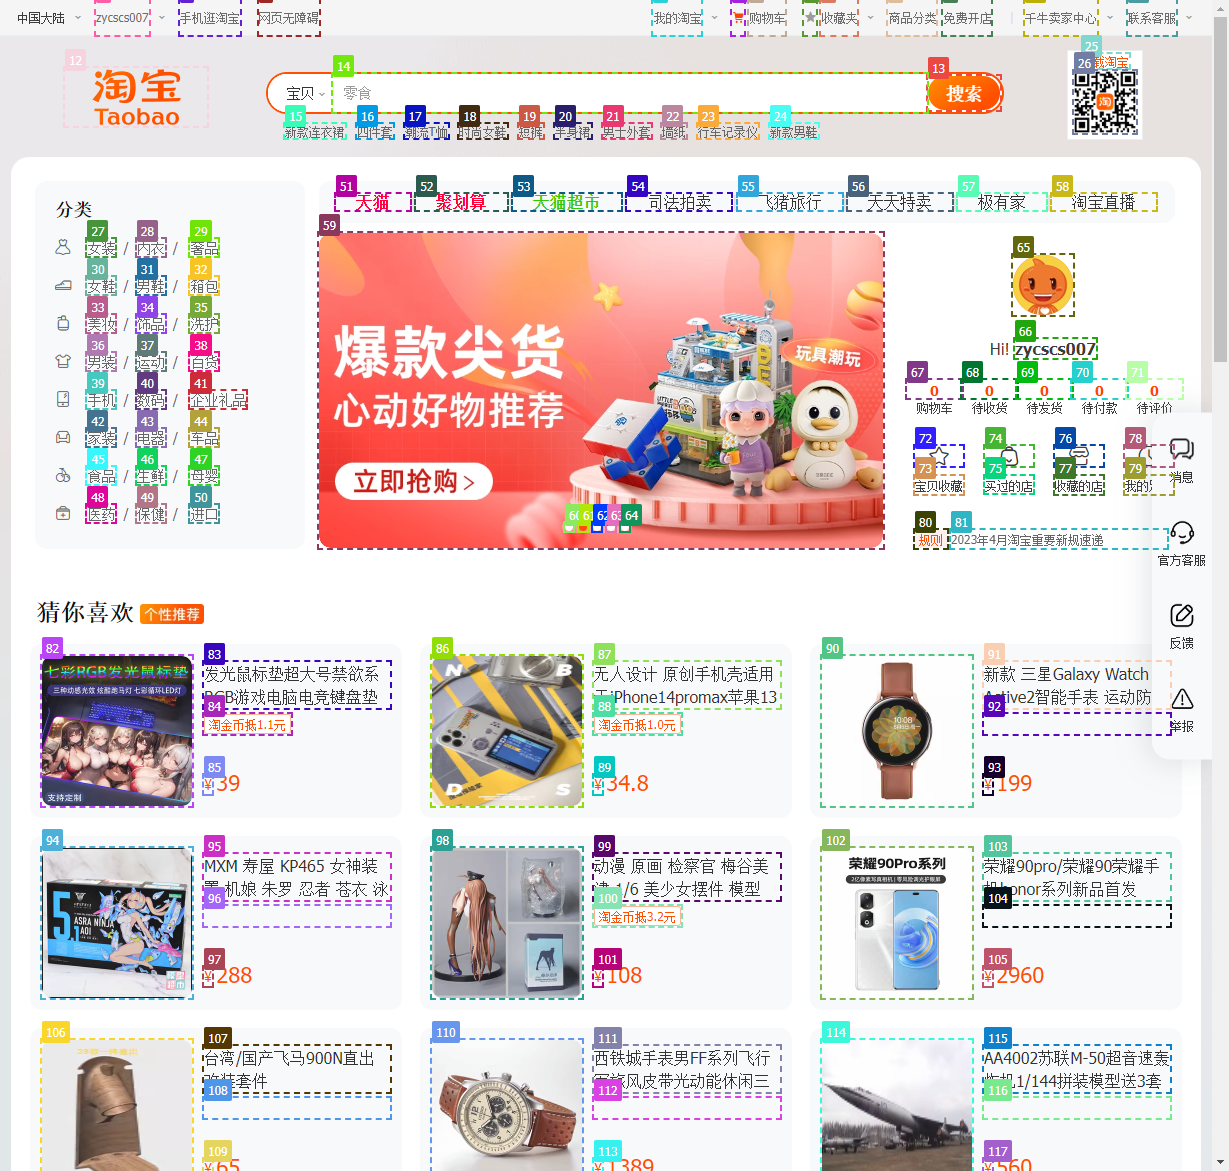 中国大陆 zycscs007 手机逛淘宝 网页无障碍 我的淘宝 购物车 收藏夹 商品分类 免费开店 | 千牛卖家中心 联系客服
淘宝
Taobao
宝贝 零食 搜索
新款连衣裙 四件套 潮流T恤 时尚女鞋 短裤 半身裙 男士外套 墙纸 行车记录仪 新款男鞋
12 13 14 15 16 17 18 19 20 21 22 23 24 25 26
分类
27 28 29
女装 / 内衣 / 奢品
30 31 32
女鞋 / 男鞋 / 箱包
33 34 35
美妆 / 饰品 / 洗护
36 37 38
男装 / 运动 / 百货
39 40 41
手机 / 数码 / 企业礼品
42 43 44
家装 / 电器 / 车品
45 46 47
食品 / 生鲜 / 母婴
48 49 50
医药 / 保健 / 进口
51 52 53 54 55 56 57 58
天猫 聚划算 天猫超市 司法拍卖 飞猪旅行 天天特卖 极有家 淘宝直播
59
爆款尖货
心动好物推荐
立即抢购 >
玩具潮玩
64
65
66
Hi! zycscs007
67 68 69 70 71
0 0 0 0 0
购物车 待收货 待发货 待付款 待评价
72 74 76 78
73 75 77 79
宝贝收藏 买过的店 收藏的店
80 81
规则 2023年4月淘宝重要新规速递
消息
官方客服
反馈
举报
猜你喜欢 个性推荐
82 83
七彩RGB发光鼠标垫
三种动感光效 炫酷跑马灯 七彩循环LED灯
支持定制
发光鼠标垫超大号禁欲系
RGB游戏电脑电竞键盘垫
84
淘金币抵1.1元
85
¥39
86 87
N B
D S
无人设计 原创手机壳适用
于iPhone14promax苹果13
88
淘金币抵1.0元
89
¥34.8
90 91
新款 三星Galaxy Watch
Active2智能手表 运动防
92
93
¥199
94 95
ASRA NINJA
AOI
MXM 寿屋 KP465 女神装
机娘 朱罗 忍者 苍衣 泳
96
97
¥288
98 99
动漫 原画 检察官 梅谷美
1/6 美少女摆件 模型
100
淘金币抵3.2元
101
¥108
102 103
荣耀90Pro系列
荣耀90pro/荣耀90荣耀手
机honor系列新品首发
104
105
¥2960
106 107
台湾/国产飞马900N直出
改装套件
108
109
¥65
110 111
西铁城手表男FF系列飞行
军旅风皮带光动能休闲三
112
113
¥1389
114 115
AA4002苏联M-50超音速轰
炸机1/144拼装模型送3套
116
117
¥560